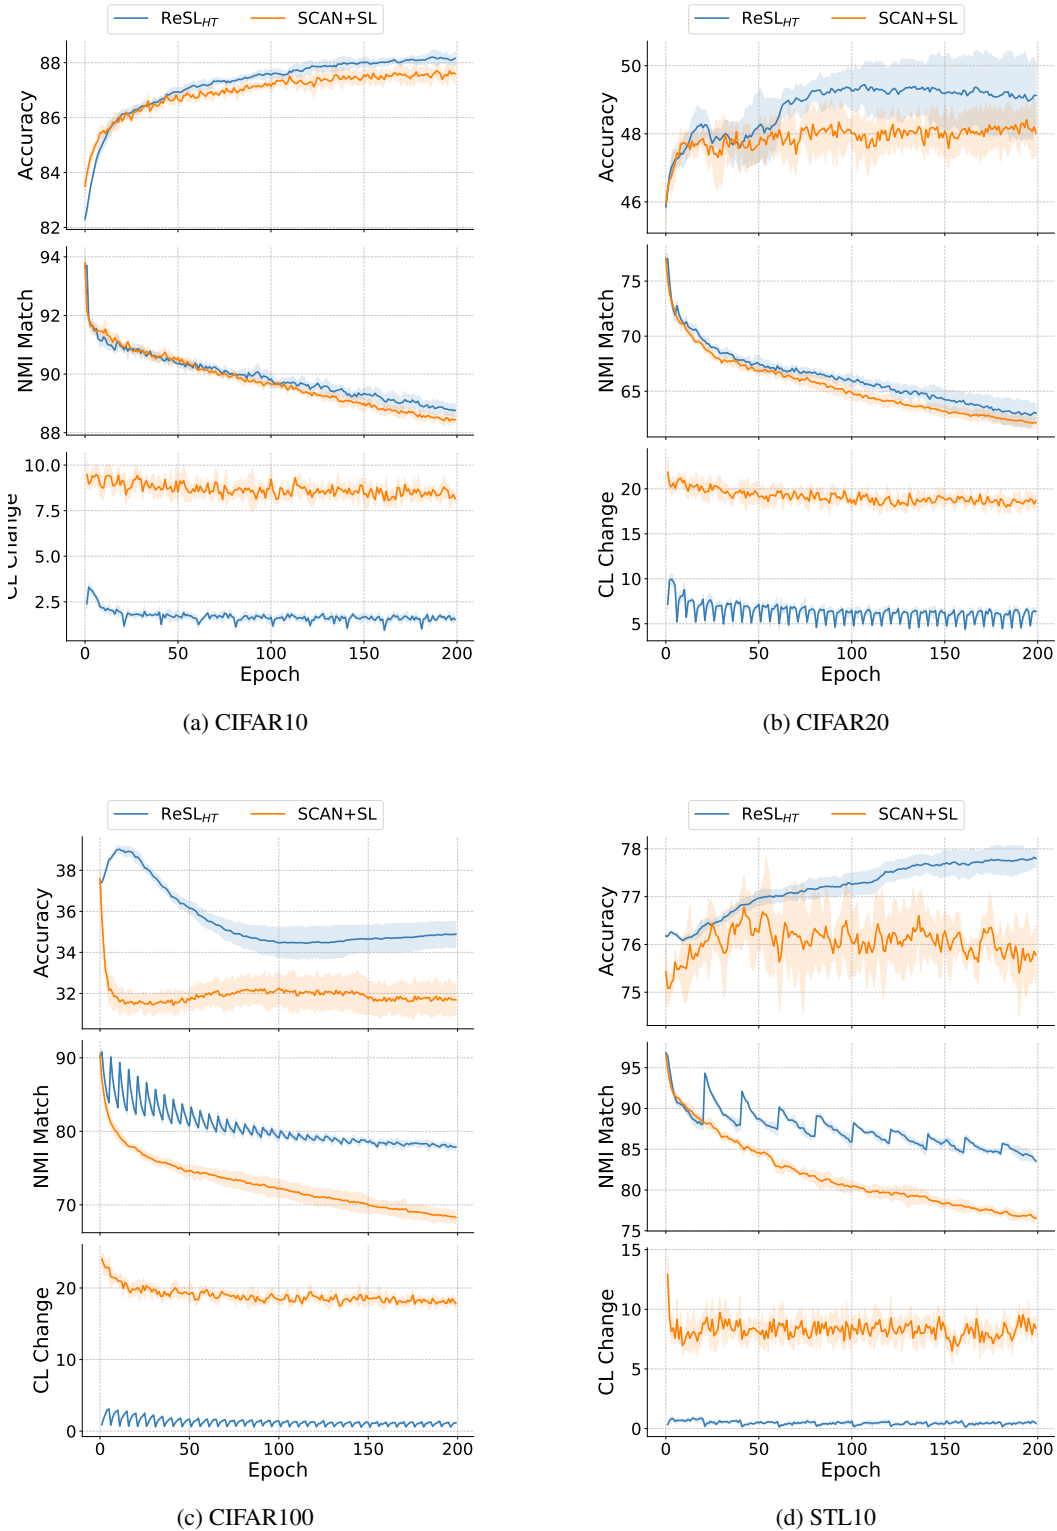 ReSL_HT SCAN+SL
88
86
84
82
Accuracy
94
92
90
88
NMI Match
10.0
7.5
5.0
2.5
CL Change
0 50 100 150 200
Epoch
(a) CIFAR10
ReSL_HT SCAN+SL
50
48
46
Accuracy
75
70
65
NMI Match
20
15
10
5
CL Change
0 50 100 150 200
Epoch
(b) CIFAR20
ReSL_HT SCAN+SL
38
36
34
32
Accuracy
90
80
70
NMI Match
20
10
0
CL Change
0 50 100 150 200
Epoch
(c) CIFAR100
ReSL_HT SCAN+SL
78
77
76
75
Accuracy
95
90
85
80
75
NMI Match
15
10
5
0
CL Change
0 50 100 150 200
Epoch
(d) STL10